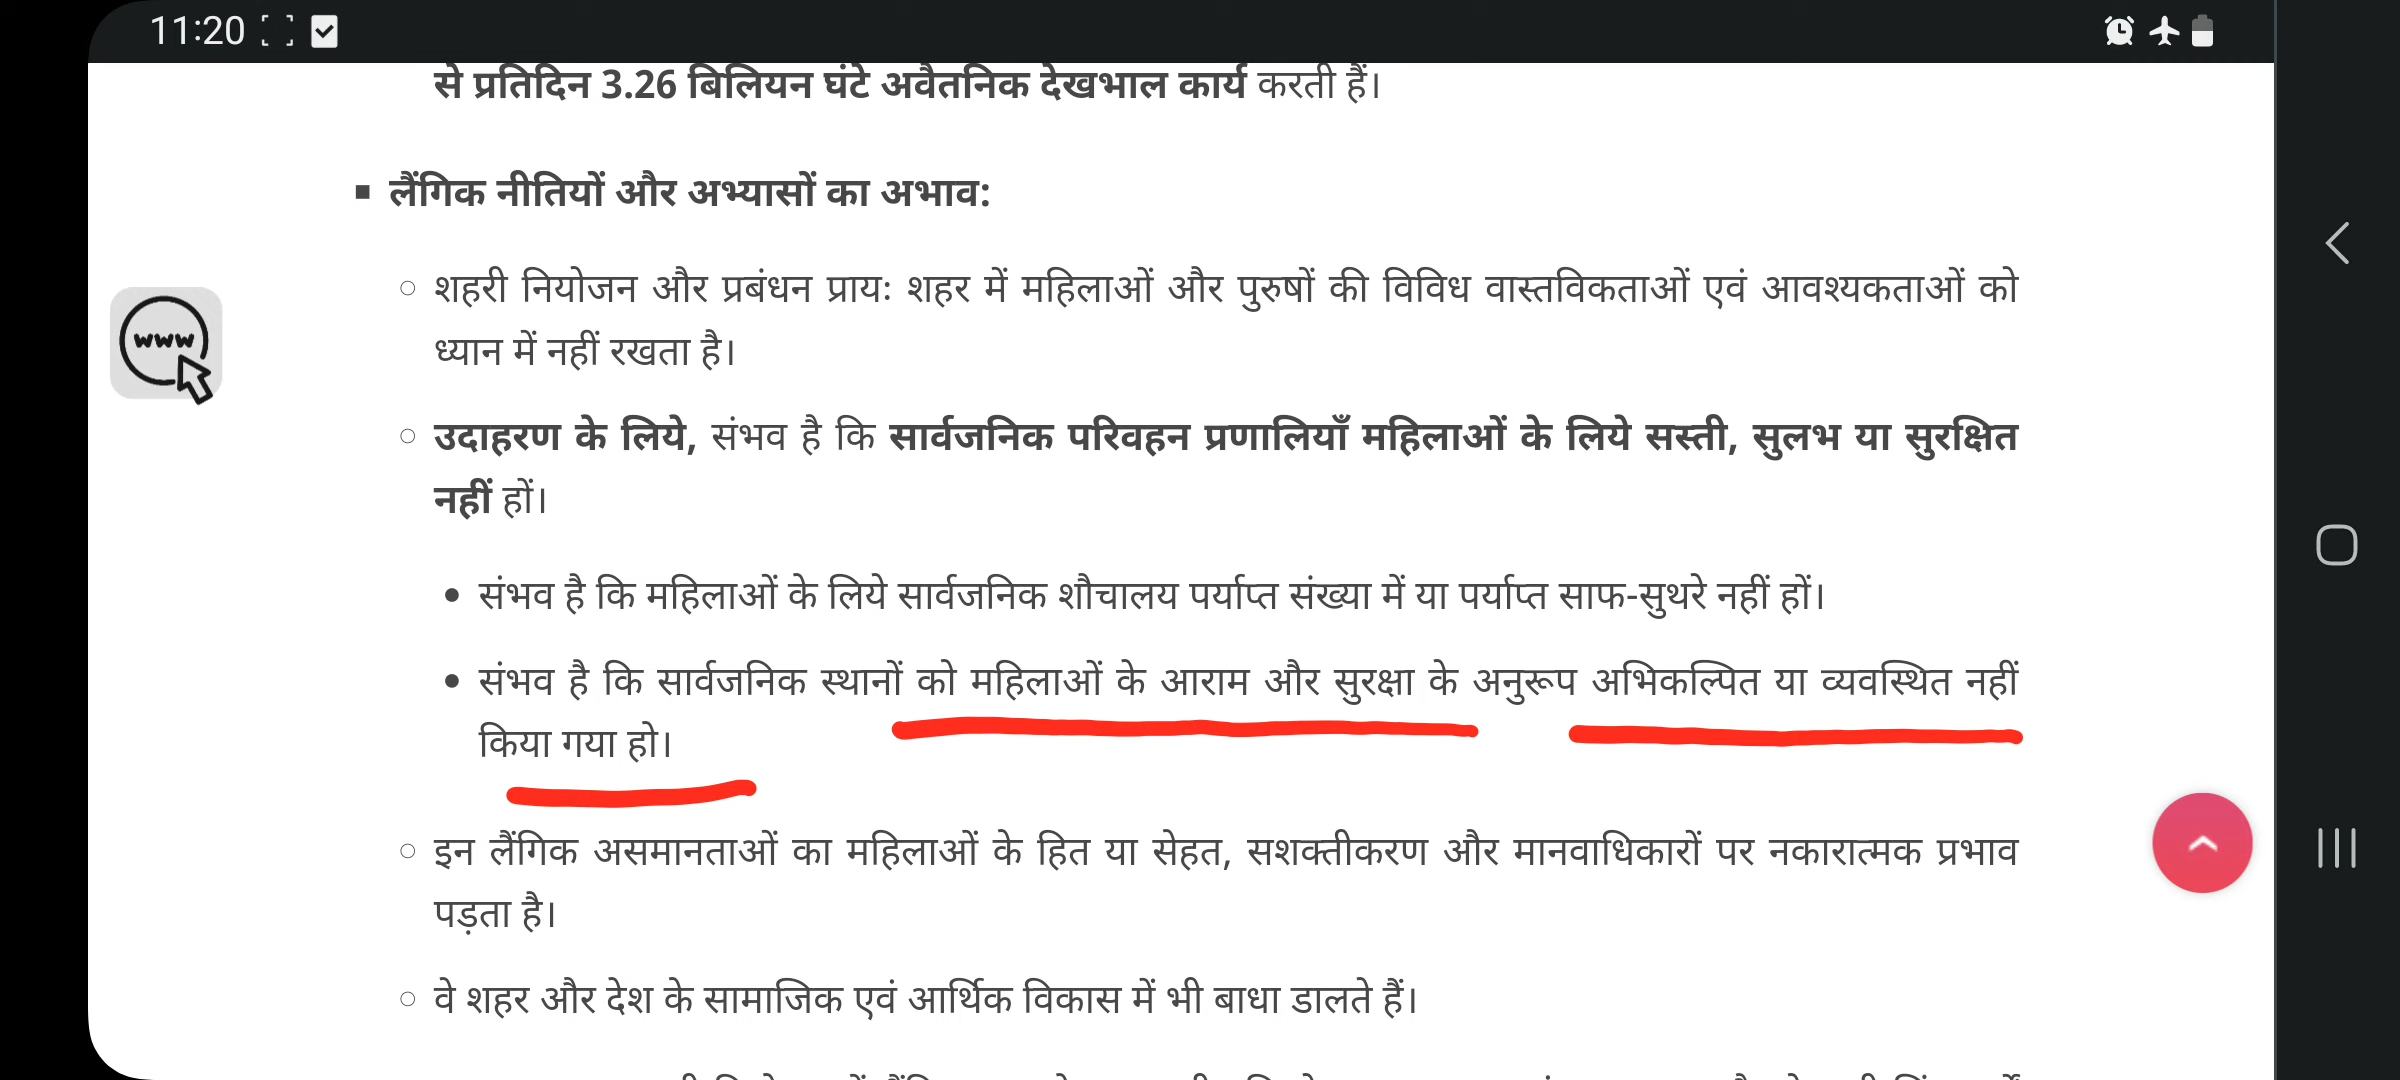 11:20
से प्रतिदिन 3.26 बिलियन घंटे अवैतनिक देखभाल कार्य करती हैं।
लैंगिक नीतियों और अभ्यासों का अभाव:
शहरी नियोजन और प्रबंधन प्रायः शहर में महिलाओं और पुरुषों की विविध वास्तविकताओं एवं आवश्यकताओं को
ध्यान में नहीं रखता है।
www
उदाहरण के लिये, संभव है कि सार्वजनिक परिवहन प्रणालियाँ महिलाओं के लिये सस्ती, सुलभ या सुरक्षित
नहीं हों।
संभव है कि महिलाओं के लिये सार्वजनिक शौचालय पर्याप्त संख्या में या पर्याप्त साफ-सुथरे नहीं हों।
संभव है कि सार्वजनिक स्थानों को महिलाओं के आराम और सुरक्षा के अनुरूप अभिकल्पित या व्यवस्थित नहीं
किया गया हो।
इन लैंगिक असमानताओं का महिलाओं के हित या सेहत, सशक्तीकरण और मानवाधिकारों पर नकारात्मक प्रभाव
पड़ता है।
वे शहर और देश के सामाजिक एवं आर्थिक विकास में भी बाधा डालते हैं।